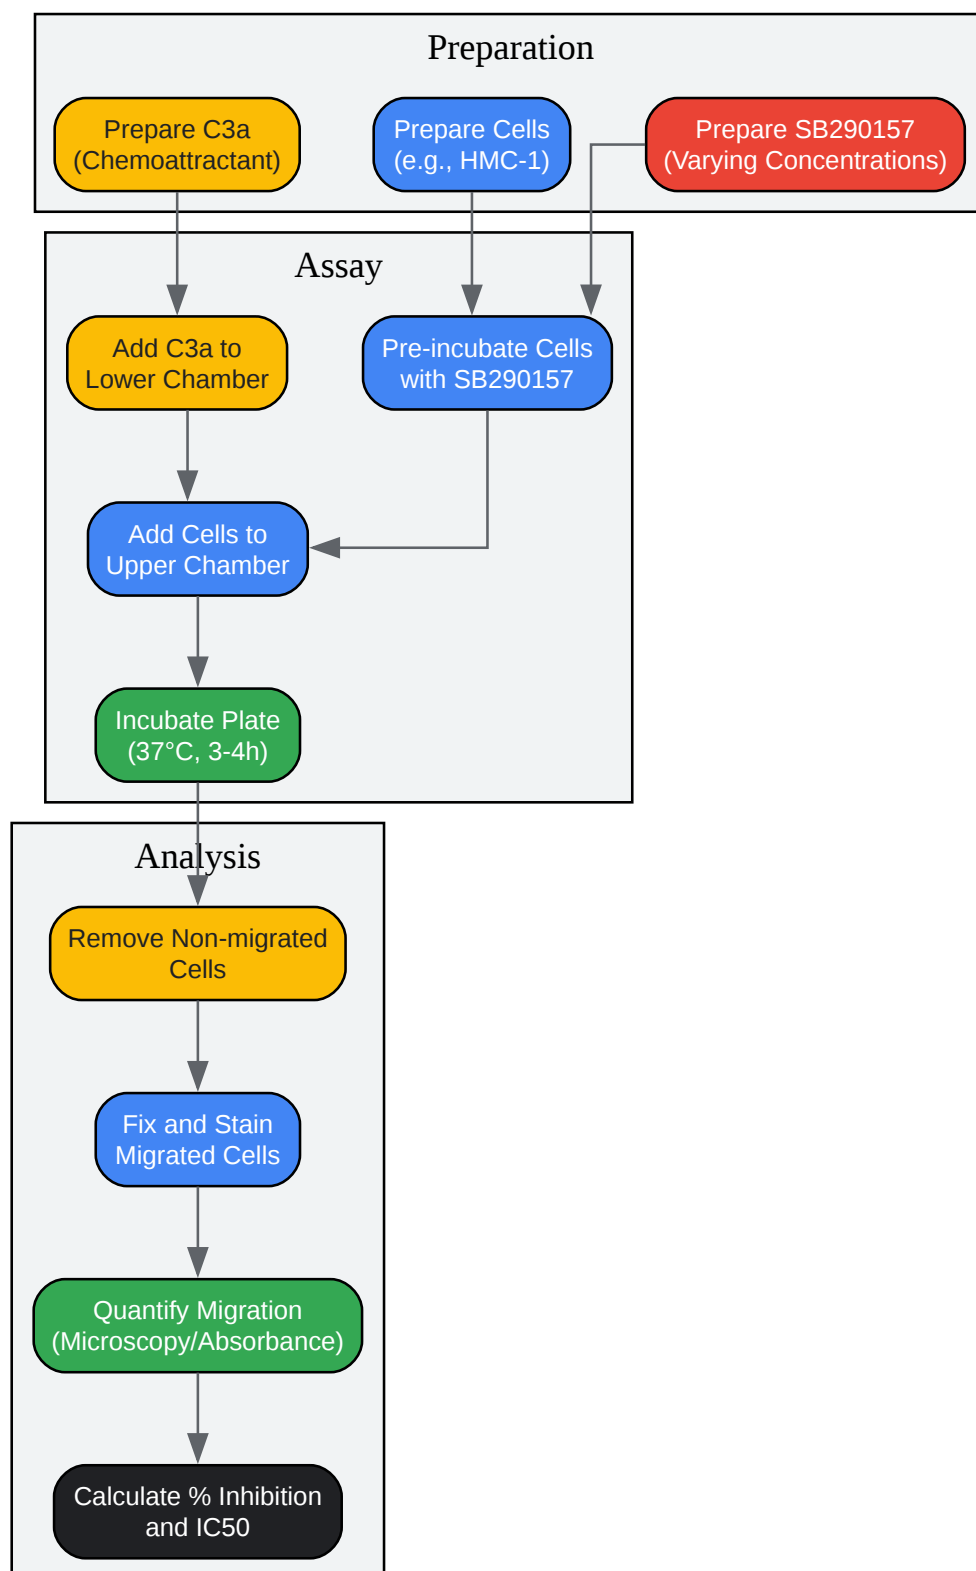 Preparation
Prepare C3a
(Chemoattractant)
Prepare Cells
(e.g., HMC-1)
Prepare SB290157
(Varying Concentrations)
Assay
Add C3a to
Lower Chamber
Pre-incubate Cells
with SB290157
Add Cells to
Upper Chamber
Incubate Plate
(37°C, 3-4h)
Analysis
Remove Non-migrated
Cells
Fix and Stain
Migrated Cells
Quantify Migration
(Microscopy/Absorbance)
Calculate % Inhibition
and IC50